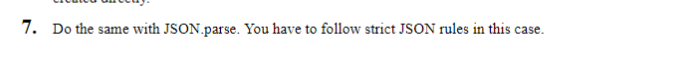 7. Do the same with JSON.parse. You have to follow strict JSON rules in this case.